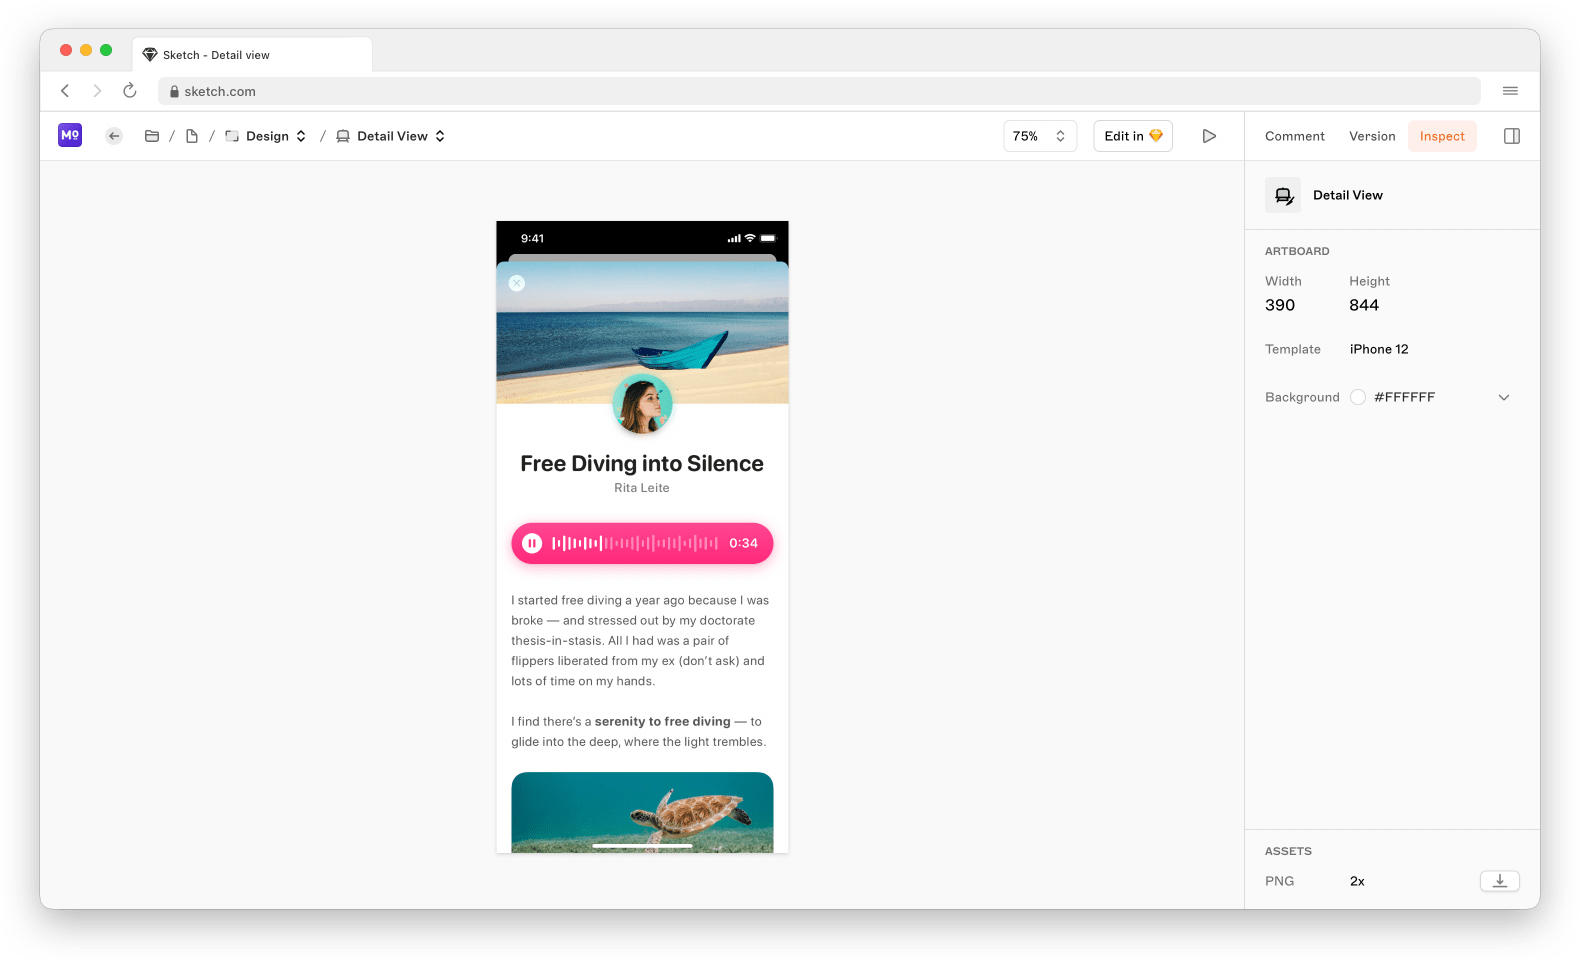 Sketch - Detail view
sketch.com
Mo
/ / Design / Detail View
75%
Edit in
Comment Version Inspect
Detail View
ARTBOARD
Width Height
390 844
Template iPhone 12
Background #FFFFFF
9:41
Free Diving into Silence
Rita Leite
0:34
I started free diving a year ago because I was
broke — and stressed out by my doctorate
thesis-in-stasis. All I had was a pair of
flippers liberated from my ex (don’t ask) and
lots of time on my hands.
I find there’s a serenity to free diving — to
glide into the deep, where the light trembles.
ASSETS
PNG 2x